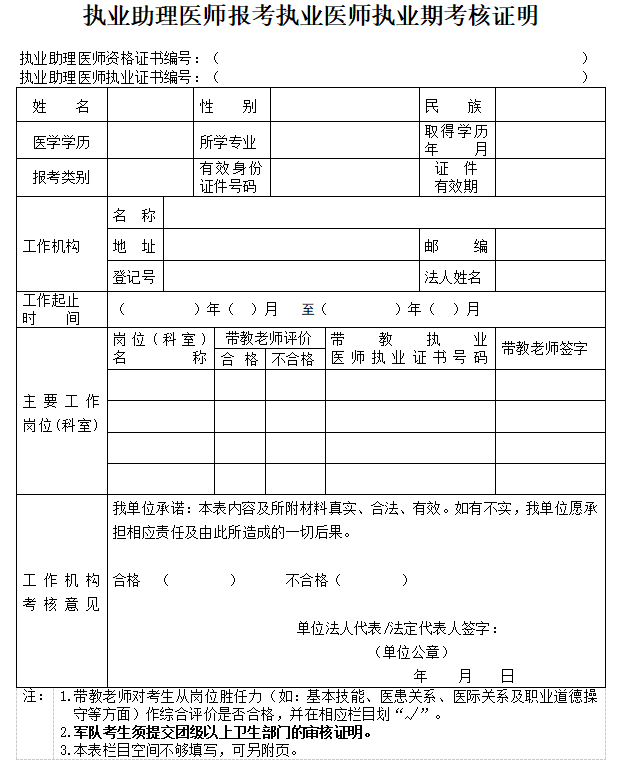 执业助理医师报考执业医师执业期考核证明
执业助理医师资格证书编号:（ ）
执业助理医师执业证书编号:（ ）
姓 名 性 别 民 族
医学学历 所学专业 取得学历
年 月
报考类别 有效身份
证件号码 证 件
有效期
工作机构 名 称
地 址 邮 编
登记号 法人姓名
工作起止
时 间 （ ）年（ ）月 至（ ）年（ ）月
主要工作
岗位(科室)
岗位(科室)
名 称
带教老师评价
合 格 不合格
带 教 执 业
医师执业证书号码
带教老师签字
工作机构
考核意见
我单位承诺：本表内容及所附材料真实、合法、有效。如有不实，我单位愿承
担相应责任及由此所造成的一切后果。
合格 （ ） 不合格（ ）
单位法人代表/法定代表人签字：
（单位公章）
年 月 日
注： 1.带教老师对考生从岗位胜任力（如：基本技能、医患关系、医际关系及职业道德操
守等方面）作综合评价是否合格，并在相应栏目划“√”。
2.军队考生须提交团级以上卫生部门的审核证明。
3.本表栏目空间不够填写，可另附页。